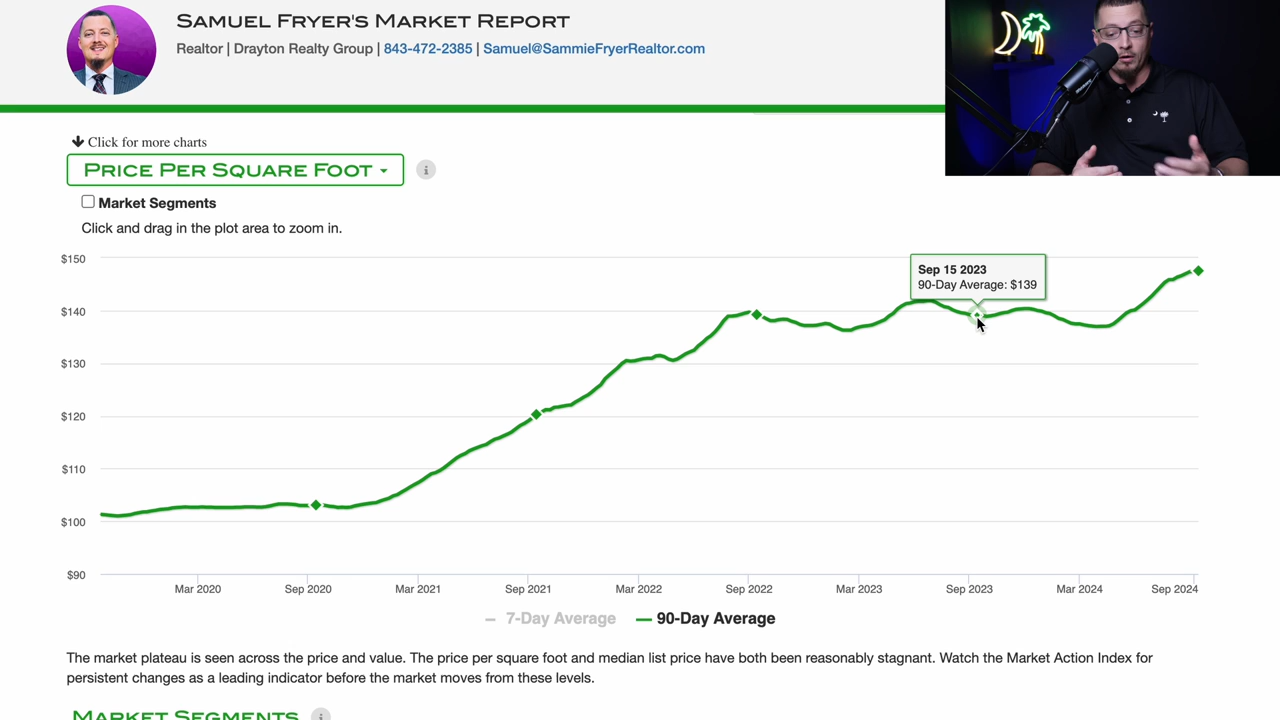 SAMUEL FRYER'S MARKET REPORT
Realtor | Drayton Realty Group | 843-472-2385 | Samuel@SammieFryerRealtor.com
Click for more charts
PRICE PER SQUARE FOOT
i
Market Segments
Click and drag in the plot area to zoom in.
$150
$140
$130
$120
$110
$100
$90
Sep 15 2023
90-Day Average: $139
Mar 2020 Sep 2020 Mar 2021 Sep 2021 Mar 2022 Sep 2022 Mar 2023 Sep 2023 Mar 2024 Sep 2024
7-Day Average 90-Day Average
The market plateau is seen across the price and value. The price per square foot and median list price have both been reasonably stagnant. Watch the Market Action Index for
persistent changes as a leading indicator before the market moves from these levels.
MARKET SEGMENTS i